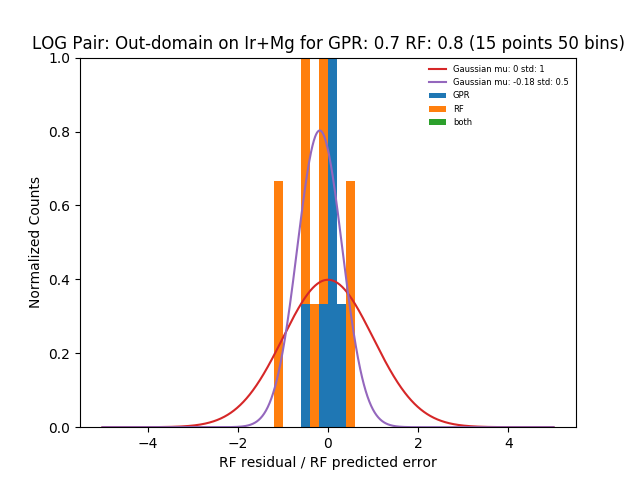 LOG Pair: Out-domain on Ir+Mg for GPR: 0.7 RF: 0.8 (15 points 50 bins)
Gaussian mu: 0 std: 1
Gaussian mu: -0.18 std: 0.5
GPR
RF
both
Normalized Counts
1.0
0.8
0.6
0.4
0.2
0.0
−4 −2 0 2 4
RF residual / RF predicted error